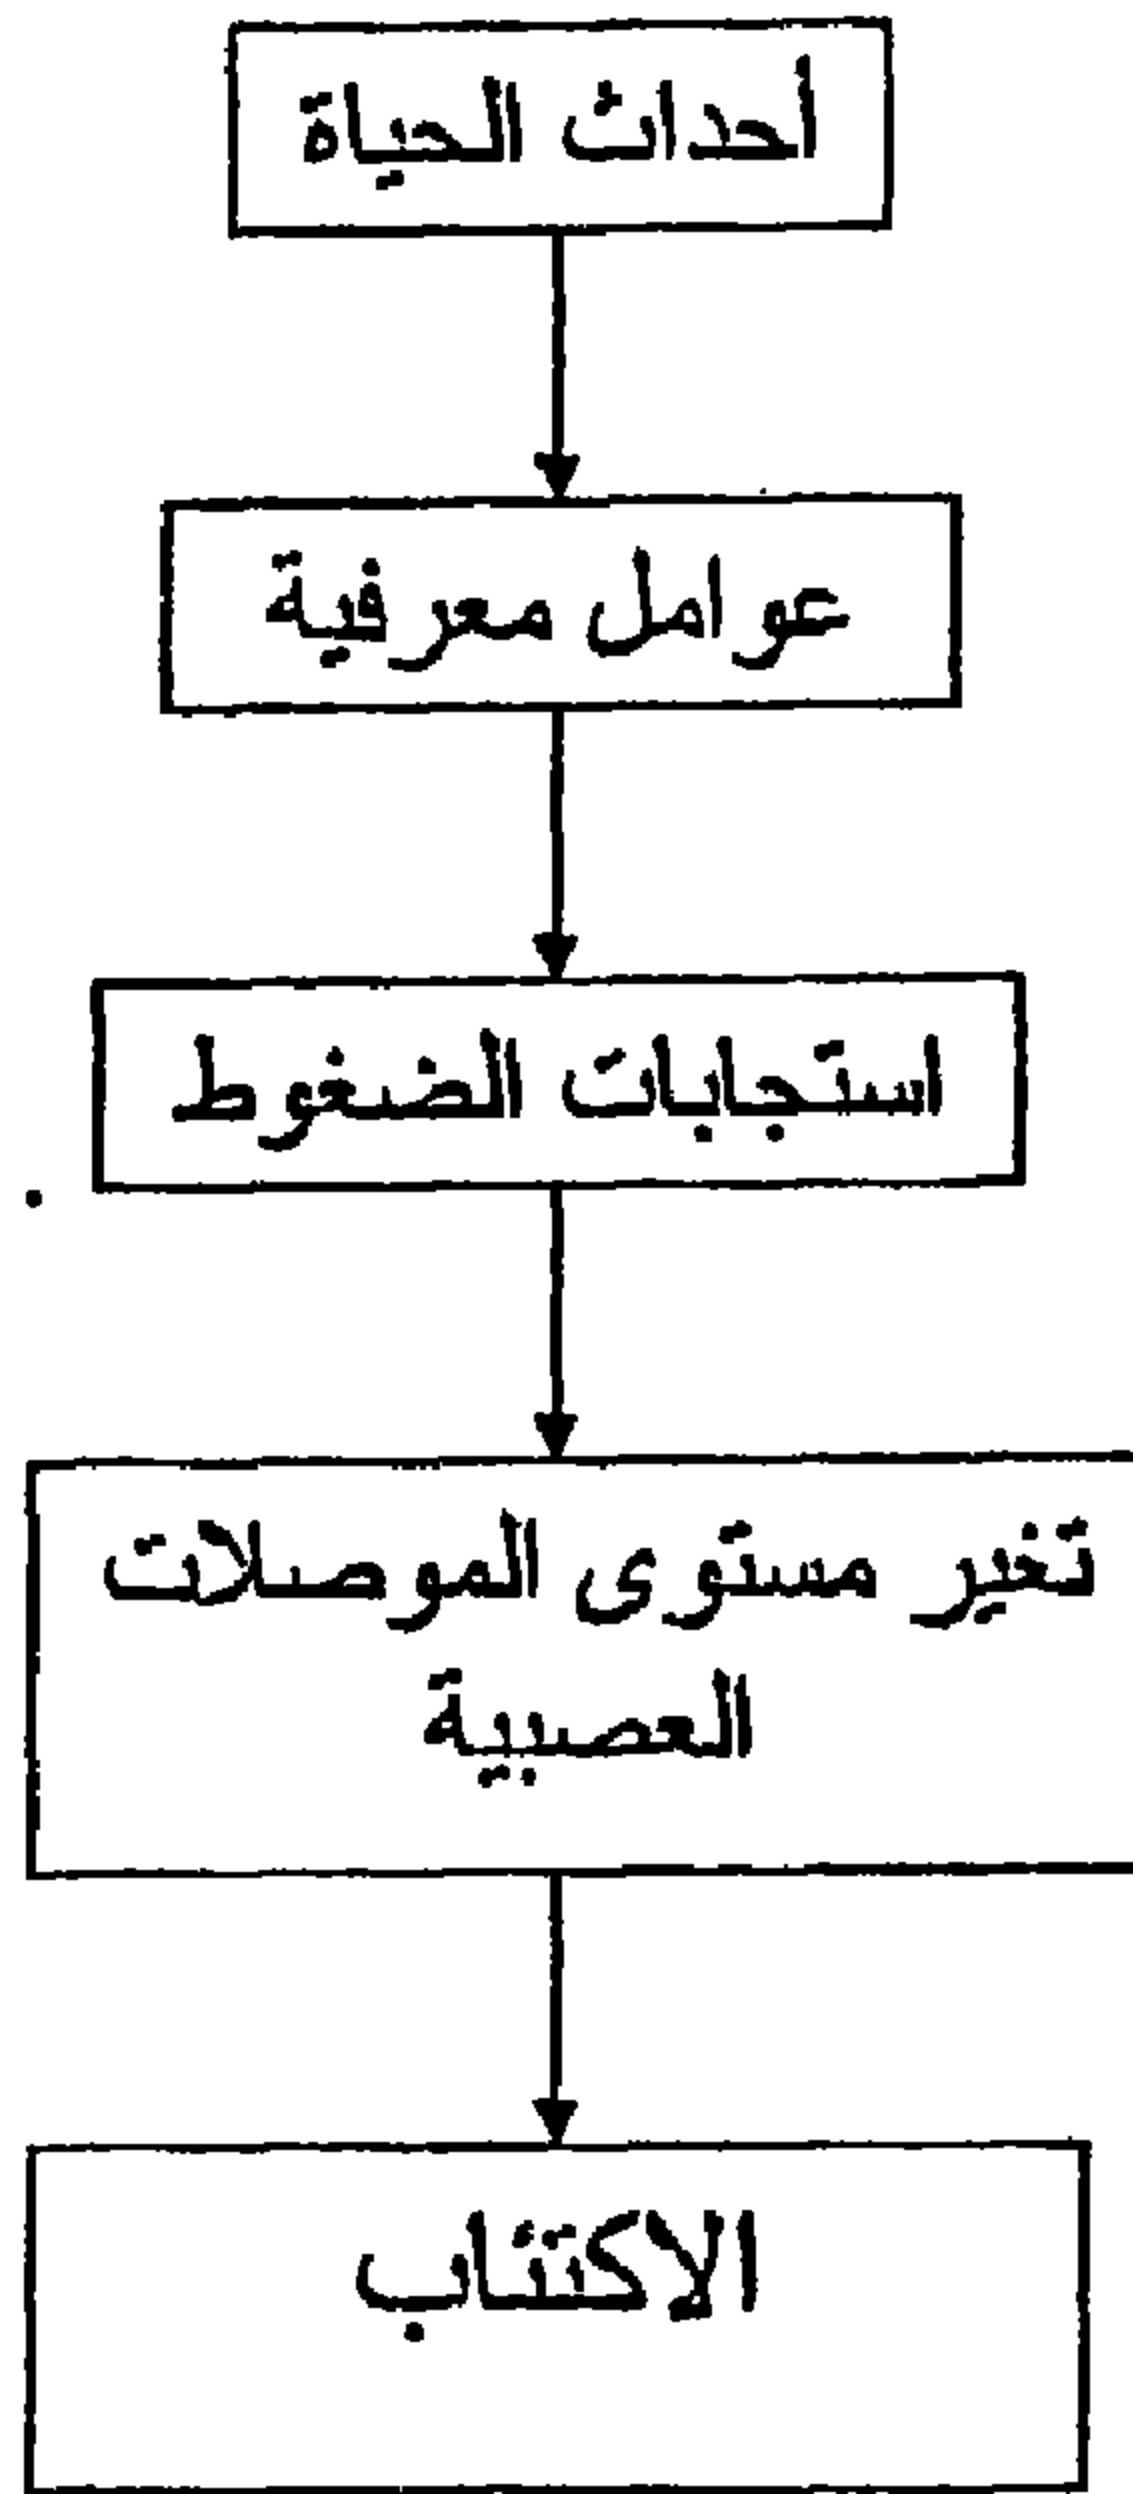 أحداث الحياة
عوامل معرفية
استجابات الضغوط
تغير مستوى الموصلات
العصبية
الاكتئاب